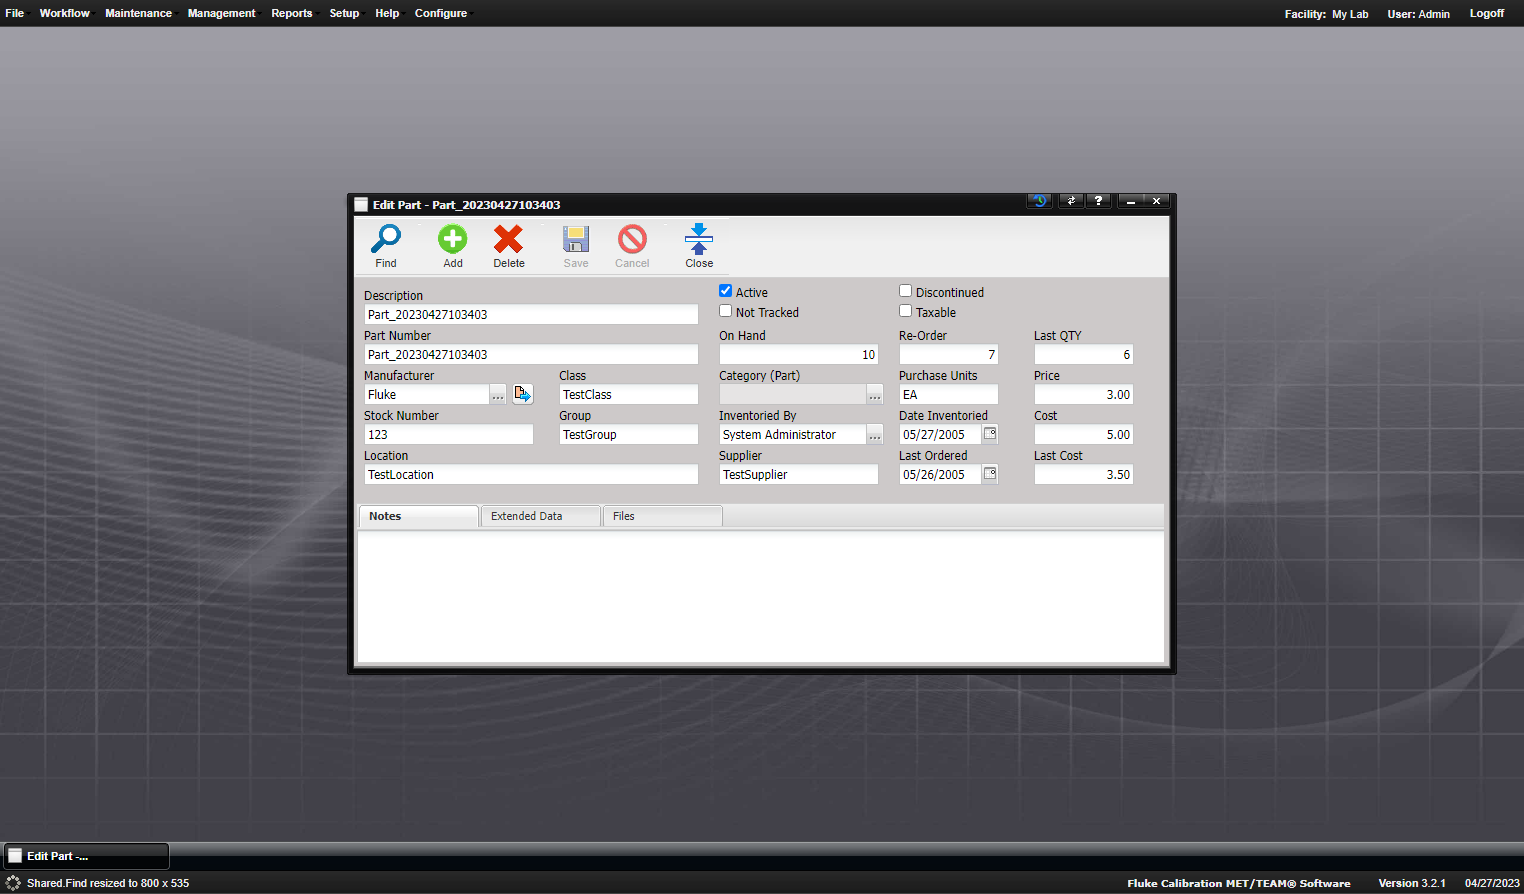 File Workflow Maintenance Management Reports Setup Help Configure Facility: My Lab User: Admin Logoff
Edit Part - Part_20230427103403
Find Add Delete Save Cancel Close
Description
Part_20230427103403
Active Discontinued
Not Tracked Taxable
Part Number On Hand Re-Order Last QTY
Part_20230427103403 10 7 6
Manufacturer Class Category (Part) Purchase Units Price
Fluke ... TestClass ... EA 3.00
Stock Number Group Inventoried By Date Inventoried Cost
123 TestGroup System Administrator ... 05/27/2005 5.00
Location Supplier Last Ordered Last Cost
TestLocation TestSupplier 05/26/2005 3.50
Notes Extended Data Files
Edit Part -...
Shared.Find resized to 800 x 535 Fluke Calibration MET/TEAM® Software Version 3.2.1 04/27/2023